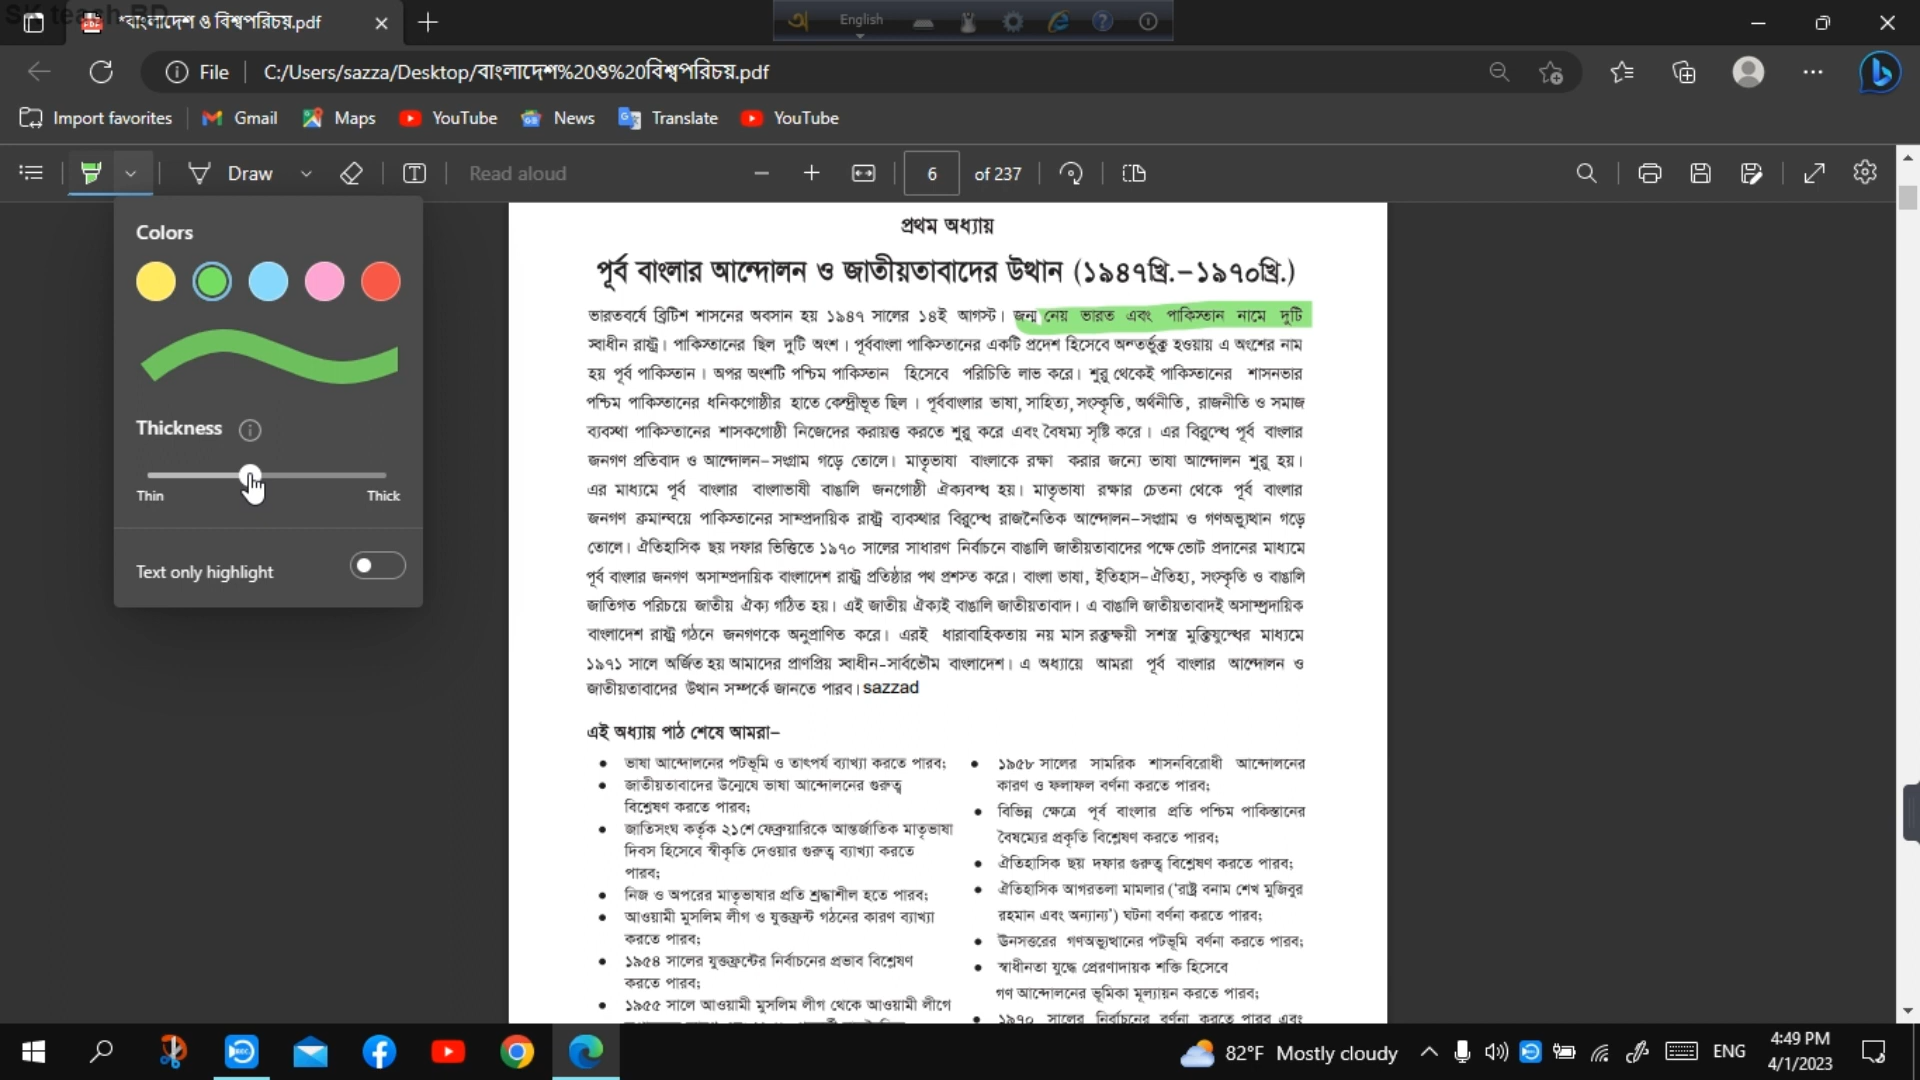 SK teach BD
*বাংলাদেশ ও বিশ্বপরিচয়.pdf
English
File
C:/Users/sazza/Desktop/বাংলাদেশ%20ও%20বিশ্বপরিচয়.pdf
Import favorites
Gmail
Maps
YouTube
News
Translate
YouTube
Draw
Read aloud
6
of 237
Colors
Thickness
Thin
Thick
Text only highlight
প্রথম অধ্যায়
পূর্ব বাংলার আন্দোলন ও জাতীয়তাবাদের উত্থান (১৯৪৭খ্রি.–১৯৭০খ্রি.)
ভারতবর্ষে ব্রিটিশ শাসনের অবসান হয় ১৯৪৭ সালের ১৪ই আগস্ট। জন্ম নেয় ভারত এবং পাকিস্তান নামে দুটি
স্বাধীন রাষ্ট্র। পাকিস্তানের ছিল দুটি অংশ। পূর্ববাংলা পাকিস্তানের একটি প্রদেশ হিসেবে অন্তর্ভুক্ত হওয়ায় এ অংশের নাম
হয় পূর্ব পাকিস্তান। অপর অংশটি পশ্চিম পাকিস্তান হিসেবে পরিচিতি লাভ করে। শুরু থেকেই পাকিস্তানের শাসনভার
পশ্চিম পাকিস্তানের ধনিকগোষ্ঠীর হাতে কেন্দ্রীভূত ছিল। পূর্ববাংলার ভাষা, সাহিত্য, সংস্কৃতি, অর্থনীতি, রাজনীতি ও সমাজ
ব্যবস্থা পাকিস্তানের শাসকগোষ্ঠী নিজেদের করায়ত্ত করতে শুরু করে এবং বৈষম্য সৃষ্টি করে। এর বিরুদ্ধে পূর্ব বাংলার
জনগণ প্রতিবাদ ও আন্দোলন–সংগ্রাম গড়ে তোলে। মাতৃভাষা বাংলাকে রক্ষা করার জন্যে ভাষা আন্দোলন শুরু হয়।
এর মাধ্যমে পূর্ব বাংলার বাংলাভাষী বাঙালি জনগোষ্ঠী ঐক্যবদ্ধ হয়। মাতৃভাষা রক্ষার চেতনা থেকে পূর্ব বাংলার
জনগণ ক্রমান্বয়ে পাকিস্তানের সাম্প্রদায়িক রাষ্ট্র ব্যবস্থার বিরুদ্ধে রাজনৈতিক আন্দোলন–সংগ্রাম ও গণঅভ্যুত্থান গড়ে
তোলে। ঐতিহাসিক ছয় দফার ভিত্তিতে ১৯৭০ সালের সাধারণ নির্বাচনে বাঙালি জাতীয়তাবাদের পক্ষে ভোট প্রদানের মাধ্যমে
পূর্ব বাংলার জনগণ অসাম্প্রদায়িক বাংলাদেশ রাষ্ট্র প্রতিষ্ঠার পথ প্রশস্ত করে। বাংলা ভাষা, ইতিহাস–ঐতিহ্য, সংস্কৃতি ও বাঙালি
জাতিগত পরিচয়ে জাতীয় ঐক্য গঠিত হয়। এই জাতীয় ঐক্যই বাঙালি জাতীয়তাবাদ। এ বাঙালি জাতীয়তাবাদই অসাম্প্রদায়িক
বাংলাদেশ রাষ্ট্র গঠনে জনগণকে অনুপ্রাণিত করে। এরই ধারাবাহিকতায় নয় মাস রক্তক্ষয়ী সশস্ত্র মুক্তিযুদ্ধের মাধ্যমে
১৯৭১ সালে অর্জিত হয় আমাদের প্রাণপ্রিয় স্বাধীন-সার্বভৌম বাংলাদেশ। এ অধ্যায়ে আমরা পূর্ব বাংলার আন্দোলন ও
জাতীয়তাবাদের উত্থান সম্পর্কে জানতে পারব। sazzad
এই অধ্যায় পাঠ শেষে আমরা–
● ভাষা আন্দোলনের পটভূমি ও তাৎপর্য ব্যাখ্যা করতে পারব;
● জাতীয়তাবাদের উন্মেষে ভাষা আন্দোলনের গুরুত্ব
বিশ্লেষণ করতে পারব;
● জাতিসংঘ কর্তৃক ২১শে ফেব্রুয়ারিকে আন্তর্জাতিক মাতৃভাষা
দিবস হিসেবে স্বীকৃতি দেওয়ার গুরুত্ব ব্যাখ্যা করতে
পারব;
● নিজ ও অপরের মাতৃভাষার প্রতি শ্রদ্ধাশীল হতে পারব;
● আওয়ামী মুসলিম লীগ ও যুক্তফ্রন্ট গঠনের কারণ ব্যাখ্যা
করতে পারব;
● ১৯৫৪ সালের যুক্তফ্রন্টের নির্বাচনের প্রভাব বিশ্লেষণ
করতে পারব;
● ১৯৫৫ সালে আওয়ামী মুসলিম লীগ থেকে আওয়ামী লীগে
● ১৯৫৮ সালের সামরিক শাসনবিরোধী আন্দোলনের
কারণ ও ফলাফল বর্ণনা করতে পারব;
● বিভিন্ন ক্ষেত্রে পূর্ব বাংলার প্রতি পশ্চিম পাকিস্তানের
বৈষম্যের প্রকৃতি বিশ্লেষণ করতে পারব;
● ঐতিহাসিক ছয় দফার গুরুত্ব বিশ্লেষণ করতে পারব;
● ঐতিহাসিক আগরতলা মামলার ('রাষ্ট্র বনাম শেখ মুজিবুর
রহমান এবং অন্যান্য') ঘটনা বর্ণনা করতে পারব;
● ঊনসত্তরের গণঅভ্যুত্থানের পটভূমি বর্ণনা করতে পারব;
● স্বাধীনতা যুদ্ধে প্রেরণাদায়ক শক্তি হিসেবে
গণ আন্দোলনের ভূমিকা মূল্যায়ন করতে পারব;
● ১৯৭০ সালের নির্বাচনের বর্ণনা করতে পারব এবং
82°F Mostly cloudy
ENG
4:49 PM
4/1/2023